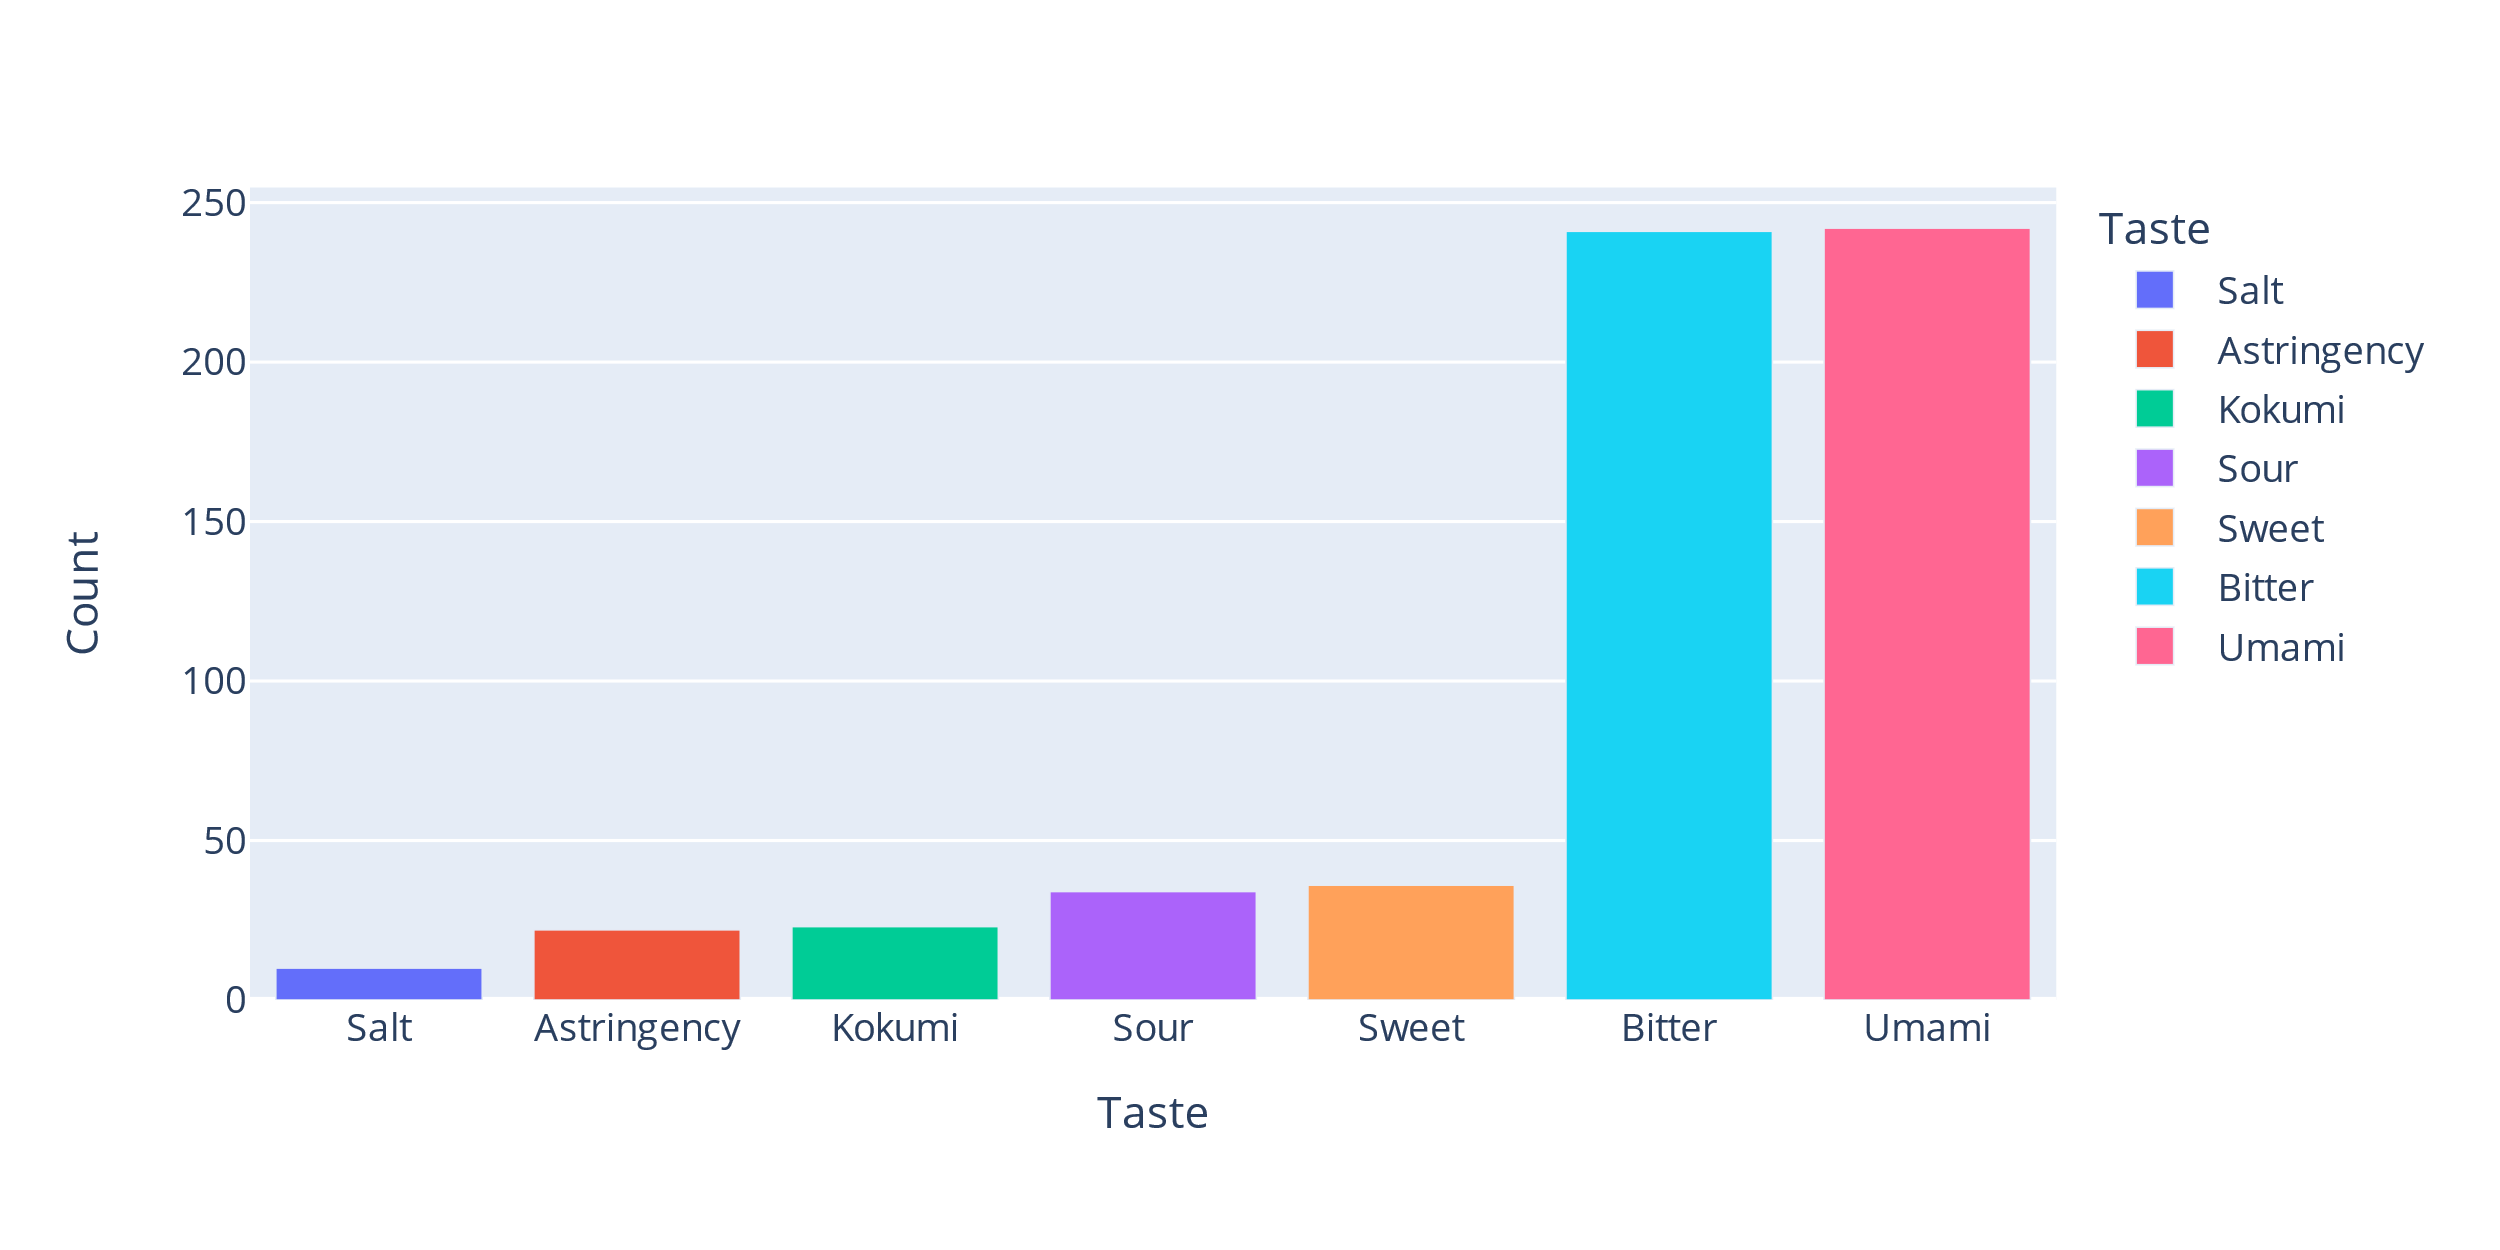 250
200
150
100
50
0
Count
Salt
Astringency
Kokumi
Sour
Sweet
Bitter
Umami
Taste
Taste
Salt
Astringency
Kokumi
Sour
Sweet
Bitter
Umami